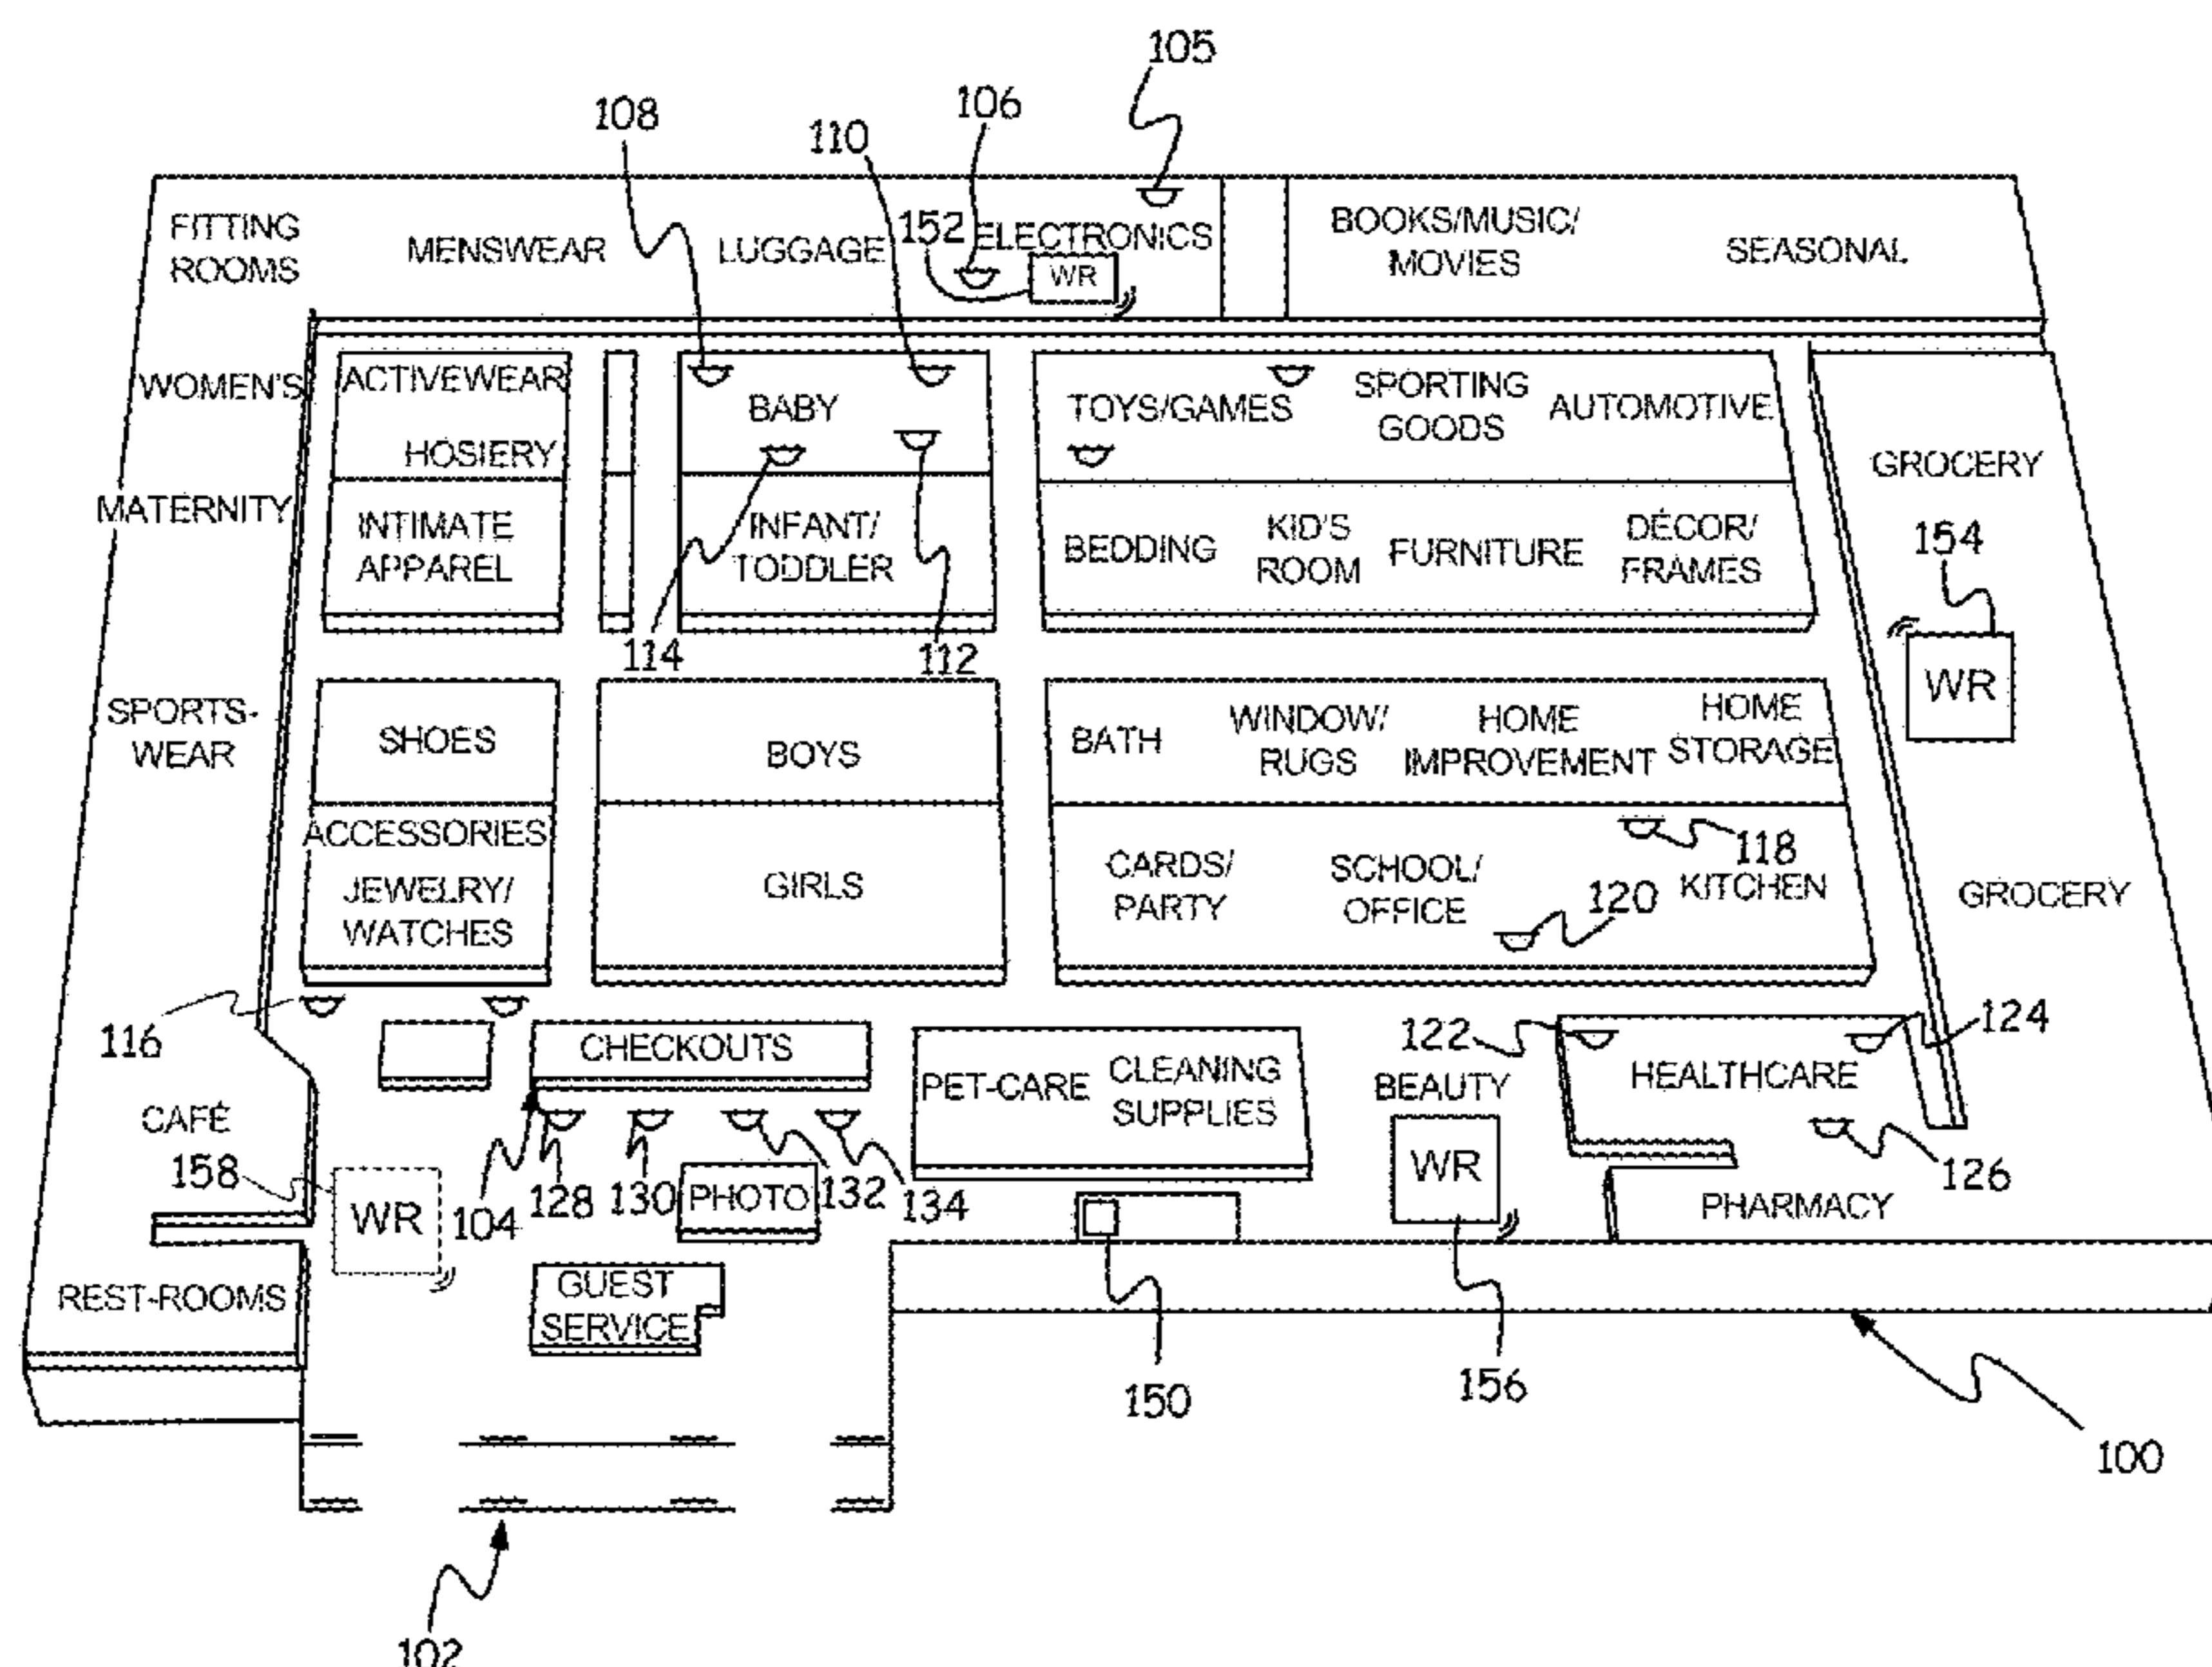 105
106
108
110
FITTING
ROOMS
MENSWEAR
LUGGAGE
152
ELECTRONICS
WR
BOOKS/MUSIC/
MOVIES
SEASONAL
WOMEN'S
ACTIVEWEAR
HOSIERY
BABY
TOYS/GAMES
SPORTING
GOODS
AUTOMOTIVE
GROCERY
MATERNITY
INTIMATE
APPAREL
INFANT/
TODDLER
BEDDING
KID'S
ROOM
FURNITURE
DÉCOR/
FRAMES
154
114
112
WR
SPORTS-
WEAR
SHOES
BOYS
BATH
WINDOW/
RUGS
HOME
IMPROVEMENT
HOME
STORAGE
ACCESSORIES
JEWELRY/
WATCHES
GIRLS
CARDS/
PARTY
SCHOOL/
OFFICE
118
120
KITCHEN
GROCERY
116
CHECKOUTS
PET-CARE
CLEANING
SUPPLIES
122
BEAUTY
HEALTHCARE
124
CAFÉ
158
WR
104
128
130
PHOTO
132
134
WR
126
PHARMACY
REST-ROOMS
GUEST
SERVICE
150
156
100
102